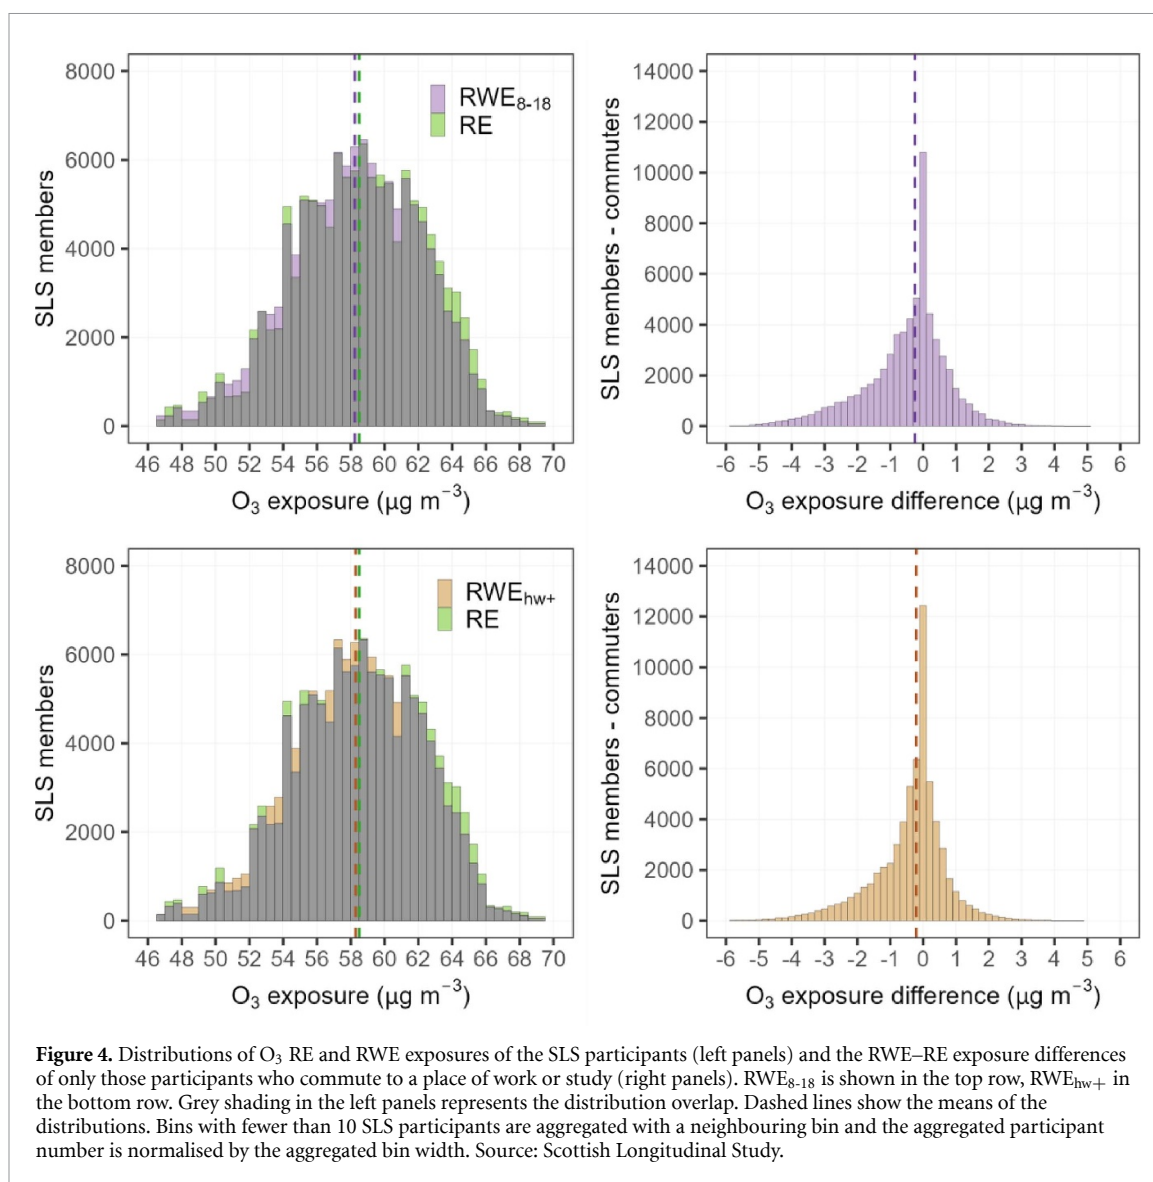 8000
6000
4000
2000
0
SLS members
RWE₈₋₁₈
RE
46 48 50 52 54 56 58 60 62 64 66 68 70
O₃ exposure (µg m⁻³)
14000
12000
10000
8000
6000
4000
2000
0
SLS members - commuters
-6 -5 -4 -3 -2 -1 0 1 2 3 4 5 6
O₃ exposure difference (µg m⁻³)
8000
6000
4000
2000
0
SLS members
RWEhw+
RE
46 48 50 52 54 56 58 60 62 64 66 68 70
O₃ exposure (µg m⁻³)
14000
12000
10000
8000
6000
4000
2000
0
SLS members - commuters
-6 -5 -4 -3 -2 -1 0 1 2 3 4 5 6
O₃ exposure difference (µg m⁻³)
Figure 4. Distributions of O₃ RE and RWE exposures of the SLS participants (left panels) and the RWE–RE exposure differences
of only those participants who commute to a place of work or study (right panels). RWE₈₋₁₈ is shown in the top row, RWEhw+ in
the bottom row. Grey shading in the left panels represents the distribution overlap. Dashed lines show the means of the
distributions. Bins with fewer than 10 SLS participants are aggregated with a neighbouring bin and the aggregated participant
number is normalised by the aggregated bin width. Source: Scottish Longitudinal Study.